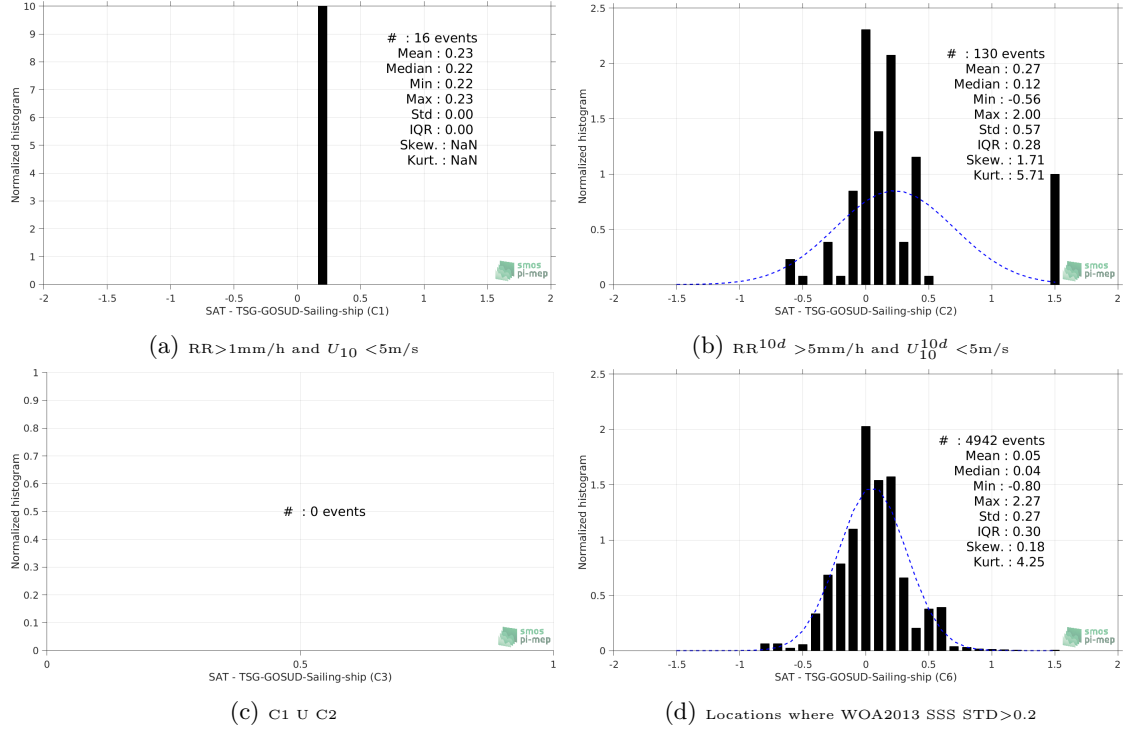 10
9
8
7
6
5
4
3
2
1
0
Normalized histogram
# : 16 events
Mean : 0.23
Median : 0.22
Min : 0.22
Max : 0.23
Std : 0.00
IQR : 0.00
Skew. : NaN
Kurt. : NaN
smos
pi-mep
-2 -1.5 -1 -0.5 0 0.5 1 1.5 2
SAT - TSG-GOSUD-Sailing-ship (C1)
(a) RR>1mm/h and U10 <5m/s
2.5
2
1.5
1
0.5
0
Normalized histogram
# : 130 events
Mean : 0.27
Median : 0.12
Min : -0.56
Max : 2.00
Std : 0.57
IQR : 0.28
Skew. : 1.71
Kurt. : 5.71
smos
pi-mep
-2 -1.5 -1 -0.5 0 0.5 1 1.5 2
SAT - TSG-GOSUD-Sailing-ship (C2)
(b) RR^10d >5mm/h and U10^10d <5m/s
1
0.9
0.8
0.7
0.6
0.5
0.4
0.3
0.2
0.1
0
Normalized histogram
# : 0 events
smos
pi-mep
0 0.5 1
SAT - TSG-GOSUD-Sailing-ship (C3)
(c) C1 U C2
2.5
2
1.5
1
0.5
0
Normalized histogram
# : 4942 events
Mean : 0.05
Median : 0.04
Min : -0.80
Max : 2.27
Std : 0.27
IQR : 0.30
Skew. : 0.18
Kurt. : 4.25
smos
pi-mep
-2 -1.5 -1 -0.5 0 0.5 1 1.5 2
SAT - TSG-GOSUD-Sailing-ship (C6)
(d) Locations where WOA2013 SSS STD>0.2